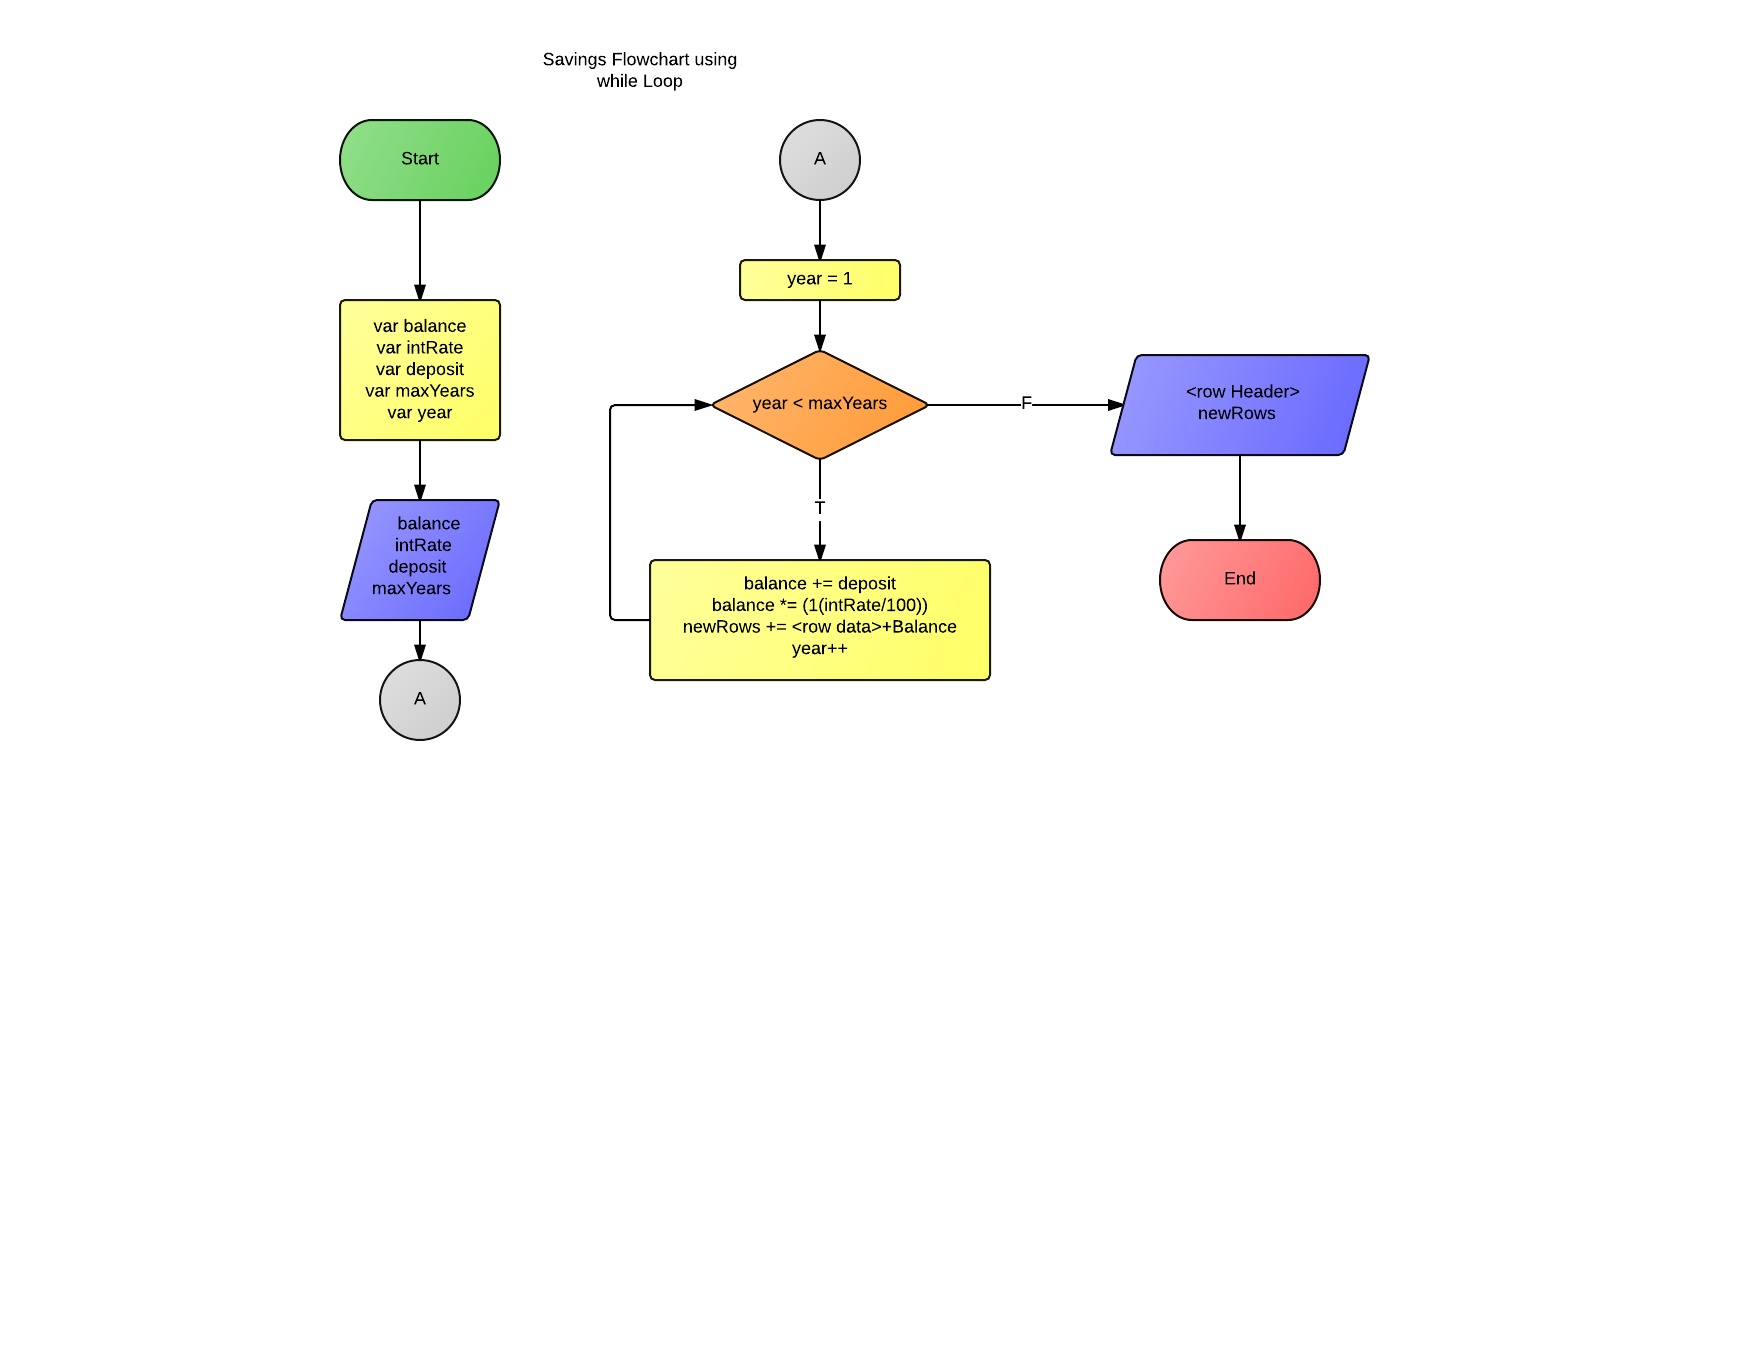 Savings Flowchart using
while Loop
Start
var balance
var intRate
var deposit
var maxYears
var year
balance
intRate
deposit
maxYears
A
A
year = 1
year < maxYears
F
T
balance += deposit
balance *= (1(intRate/100))
newRows += <row data>+Balance
year++
<row Header>
newRows
End